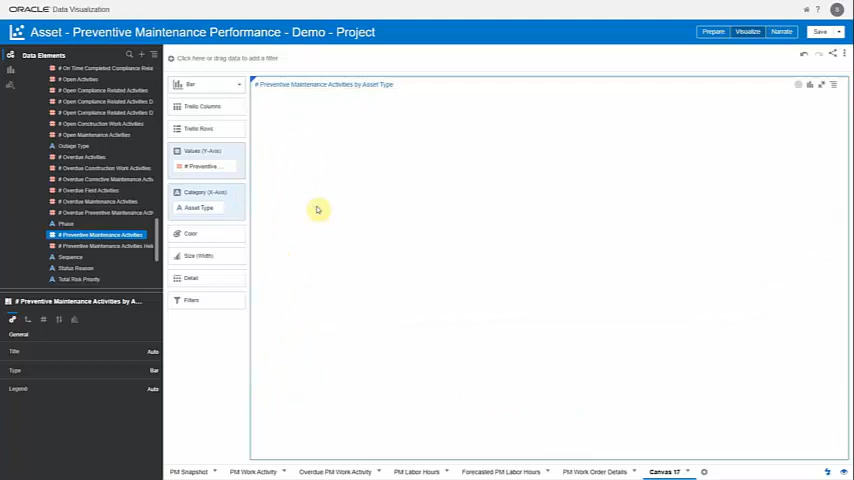 ORACLE Data Visualization
S
Asset - Preventive Maintenance Performance - Demo - Project
Prepare Visualize Narrate Save
Data Elements
# On Time Completed Compliance Rela
# Open Activities
# Open Compliance Related Activities
# Open Compliance Related Activities D
# Open Compliance Related Activities D
# Open Construction Work Activities
# Open Maintenance Activities
Outage Type
# Overdue Activities
# Overdue Construction Work Activities
# Overdue Corrective Maintenance Activ
# Overdue Field Activities
# Overdue Maintenance Activities
# Overdue Preventive Maintenance Acti
Phase
# Preventive Maintenance Activities
# Preventive Maintenance Activities Hela
Sequence
Status Reason
Total Risk Priority
# Preventive Maintenance Activities by A...
General
Title Auto
Type Bar
Legend Auto
Click here or drag data to add a filter
Bar
Trellis Columns
Trellis Rows
Values (Y-Axis)
# Preventive ...
Category (X-Axis)
Asset Type
Color
Size (Width)
Detail
Filters
# Preventive Maintenance Activities by Asset Type
PM Snapshot PM Work Activity Overdue PM Work Activity PM Labor Hours Forecasted PM Labor Hours PM Work Order Details Canvas 17